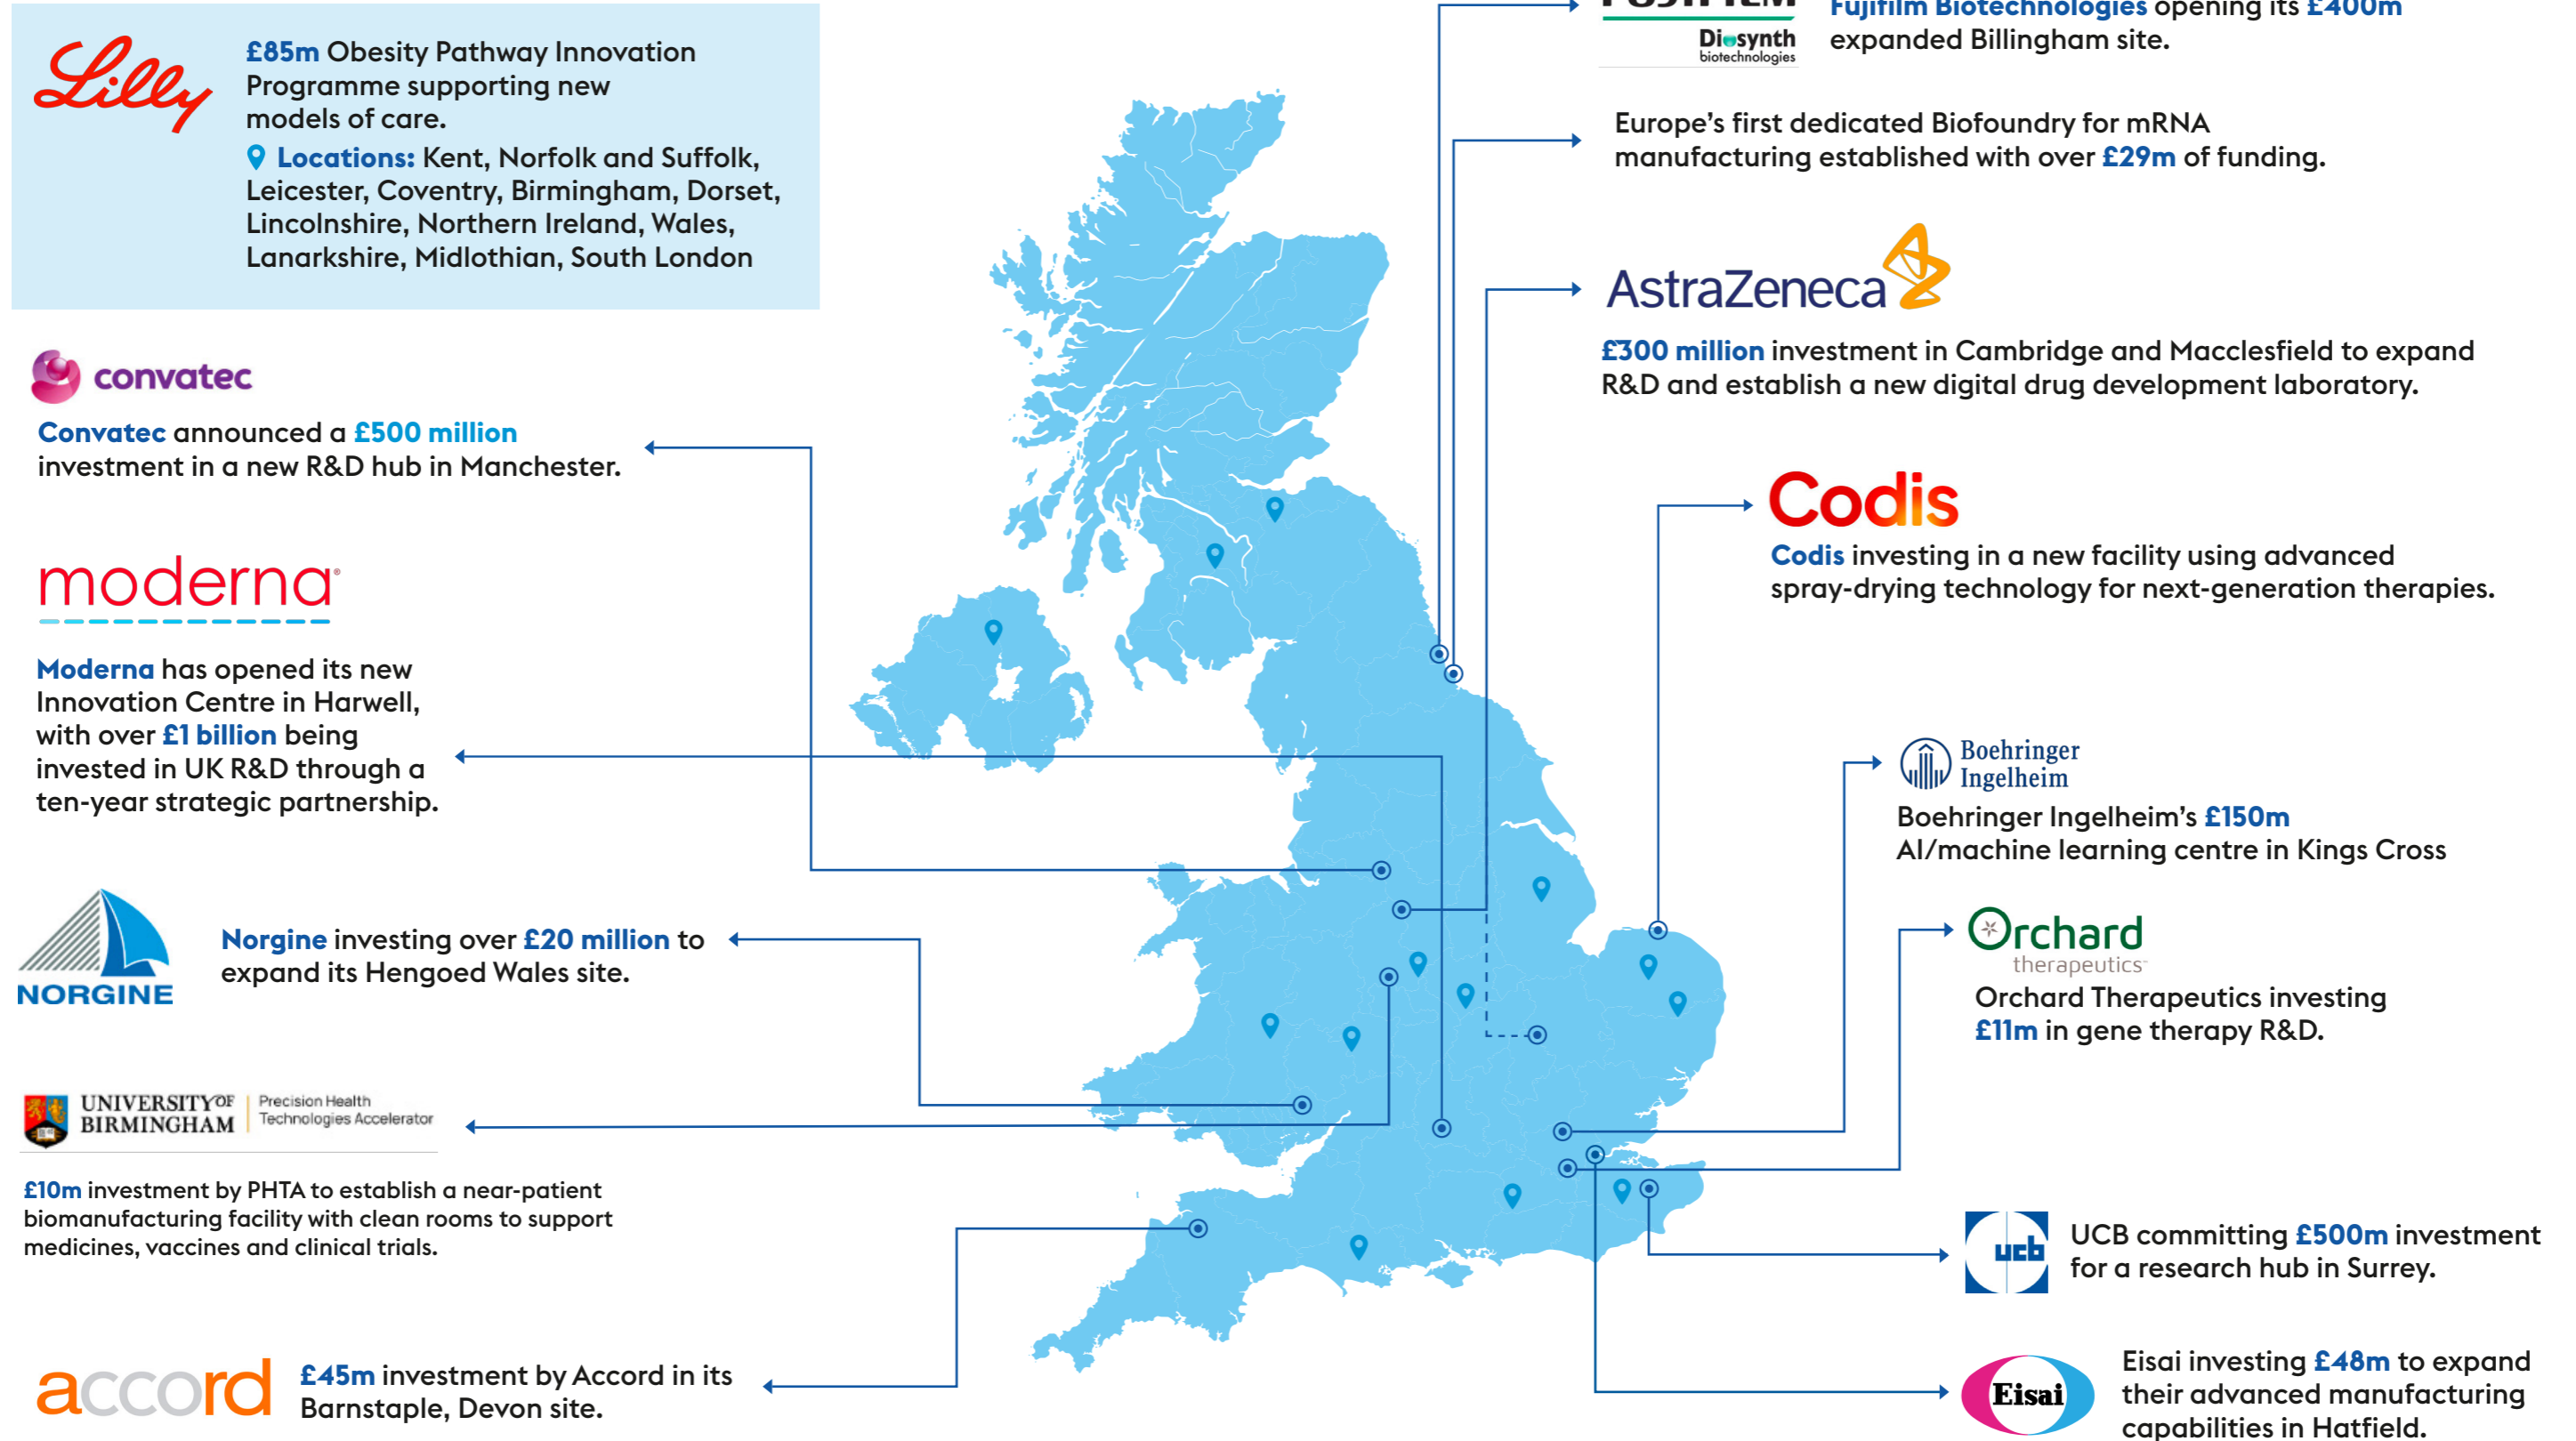 Lilly
£85m Obesity Pathway Innovation
Programme supporting new
models of care.
Locations: Kent, Norfolk and Suffolk,
Leicester, Coventry, Birmingham, Dorset,
Lincolnshire, Northern Ireland, Wales,
Lanarkshire, Midlothian, South London
convatec
Convatec announced a £500 million
investment in a new R&D hub in Manchester.
moderna®
Moderna has opened its new
Innovation Centre in Harwell,
with over £1 billion being
invested in UK R&D through a
ten-year strategic partnership.
NORGINE
Norgine investing over £20 million to
expand its Hengoed Wales site.
UNIVERSITY OF
BIRMINGHAM
Precision Health
Technologies Accelerator
£10m investment by PHTA to establish a near-patient
biomanufacturing facility with clean rooms to support
medicines, vaccines and clinical trials.
accord
£45m investment by Accord in its
Barnstaple, Devon site.
FUJIFILM
Diosynth
biotechnologies
Fujifilm Biotechnologies opening its £400m
expanded Billingham site.
Europe’s first dedicated Biofoundry for mRNA
manufacturing established with over £29m of funding.
AstraZeneca
£300 million investment in Cambridge and Macclesfield to expand
R&D and establish a new digital drug development laboratory.
Codis
Codis investing in a new facility using advanced
spray-drying technology for next-generation therapies.
Boehringer
Ingelheim
Boehringer Ingelheim’s £150m
AI/machine learning centre in Kings Cross
Orchard
therapeutics
Orchard Therapeutics investing
£11m in gene therapy R&D.
ucb
UCB committing £500m investment
for a research hub in Surrey.
Eisai
Eisai investing £48m to expand
their advanced manufacturing
capabilities in Hatfield.